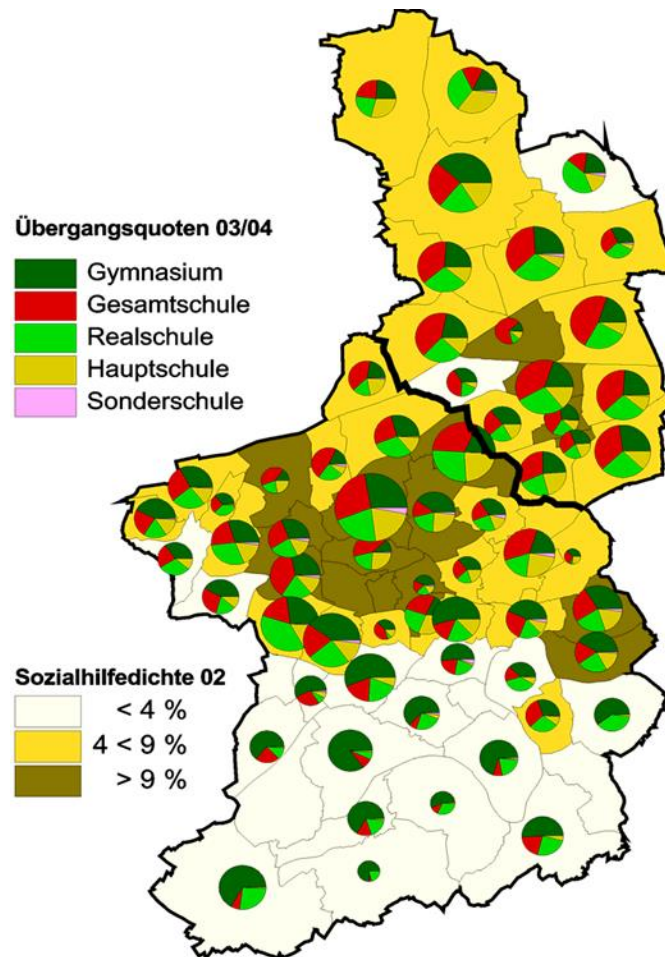 Übergangsquoten 03/04
Gymnasium
Gesamtschule
Realschule
Hauptschule
Sonderschule
Sozialhilfedichte 02
< 4 %
4 < 9 %
> 9 %